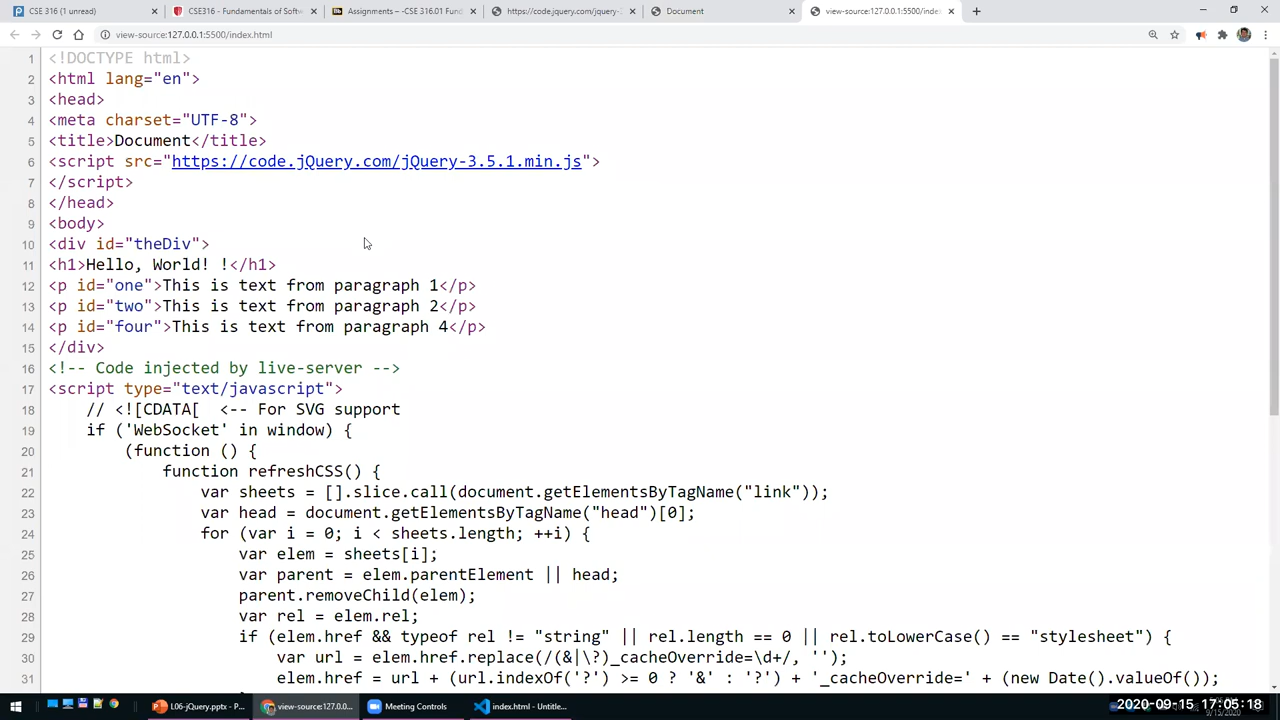 CSE 316 (1 unread)
CSE316 - Fundamentals of Softw
Assignments – -CSE 316.01 Fund
https://code.jquery.com/jquery-3
Document
view-source:127.0.0.1:5500/index
view-source:127.0.0.1:5500/index.html
1 <!DOCTYPE html>
2 <html lang="en">
3 <head>
4 <meta charset="UTF-8">
5 <title>Document</title>
6 <script src="https://code.jQuery.com/jQuery-3.5.1.min.js">
7 </script>
8 </head>
9 <body>
10 <div id="theDiv">
11 <h1>Hello, World! !</h1>
12 <p id="one">This is text from paragraph 1</p>
13 <p id="two">This is text from paragraph 2</p>
14 <p id="four">This is text from paragraph 4</p>
15 </div>
16 <!-- Code injected by live-server -->
17 <script type="text/javascript">
18 // <![CDATA[ <-- For SVG support
19 if ('WebSocket' in window) {
20 (function () {
21 function refreshCSS() {
22 var sheets = [].slice.call(document.getElementsByTagName("link"));
23 var head = document.getElementsByTagName("head")[0];
24 for (var i = 0; i < sheets.length; ++i) {
25 var elem = sheets[i];
26 var parent = elem.parentElement || head;
27 parent.removeChild(elem);
28 var rel = elem.rel;
29 if (elem.href && typeof rel != "string" || rel.length == 0 || rel.toLowerCase() == "stylesheet") {
30 var url = elem.href.replace(/(&|\?)_cacheOverride=\d+/, '');
31 elem.href = url + (url.indexOf('?') >= 0 ? '&' : '?') + '_cacheOverride=' + (new Date().valueOf());
L06-jQuery.pptx - P...
view-source:127.0.0...
Meeting Controls
index.html - Untitle...
2020-09-15 17:05:18
9/15/2020